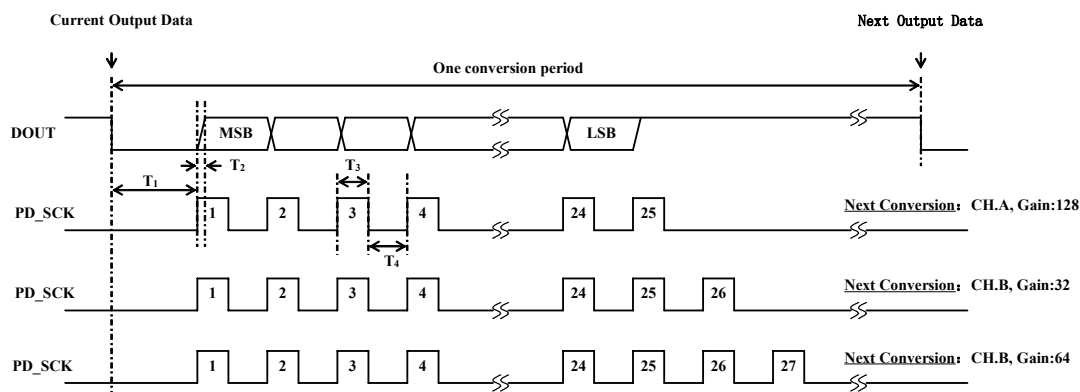 Current Output Data
Next Output Data
One conversion period
DOUT
MSB
LSB
T2
T3
T1
PD_SCK
1
2
3
4
24
25
Next Conversion：CH.A, Gain:128
T4
PD_SCK
1
2
3
4
24
25
26
Next Conversion：CH.B, Gain:32
PD_SCK
1
2
3
4
24
25
26
27
Next Conversion：CH.B, Gain:64